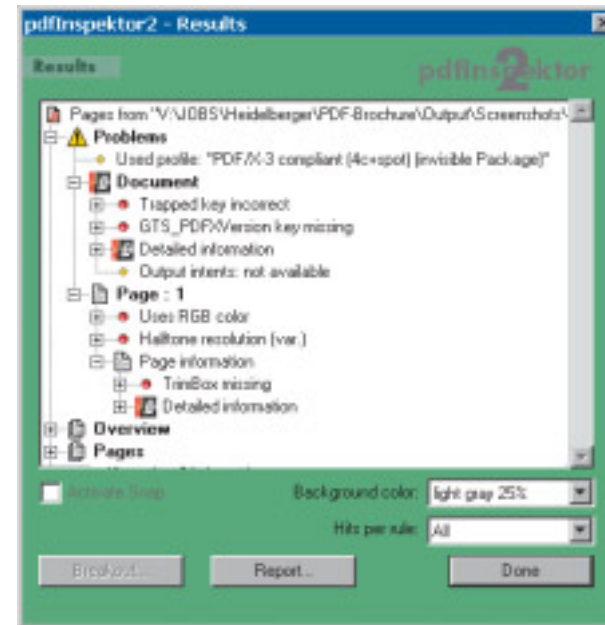 pdfInspektor2 - Results
Results
pdfInspektor
2
Pages from "V:\JOBS\Heidelberger\PDF-Brochure\Output\Screenshots\
Problems
Used profile: "PDF/X-3 compliant (4c+spot) (invisible Package)"
Document
Trapped key incorrect
GTS_PDFXVersion key missing
Detailed information
Output intents: not available
Page : 1
Uses RGB color
Halftone resolution (var.)
Page information
TrimBox missing
Detailed information
Overview
Pages
Activate Snap
Background color: light gray 25%
Hits per rule: All
Breakout... Report... Done